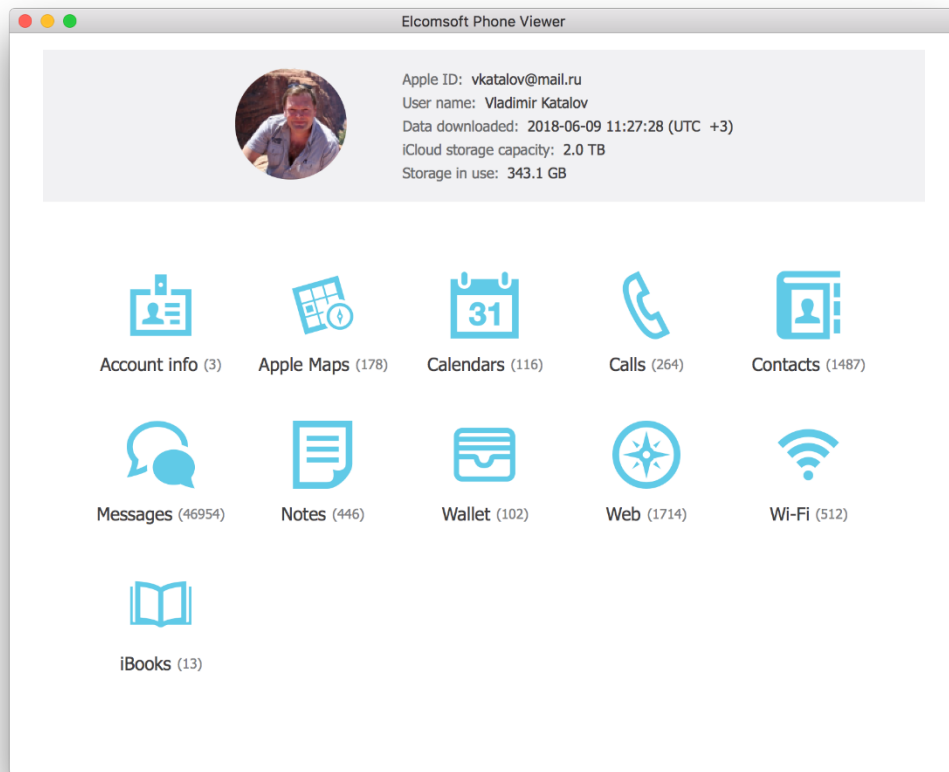 Elcomsoft Phone Viewer
Apple ID: vkatalov@mail.ru
User name: Vladimir Katalov
Data downloaded: 2018-06-09 11:27:28 (UTC +3)
iCloud storage capacity: 2.0 TB
Storage in use: 343.1 GB
31
Account info (3) Apple Maps (178) Calendars (116) Calls (264) Contacts (1487)
Messages (46954) Notes (446) Wallet (102) Web (1714) Wi-Fi (512)
iBooks (13)